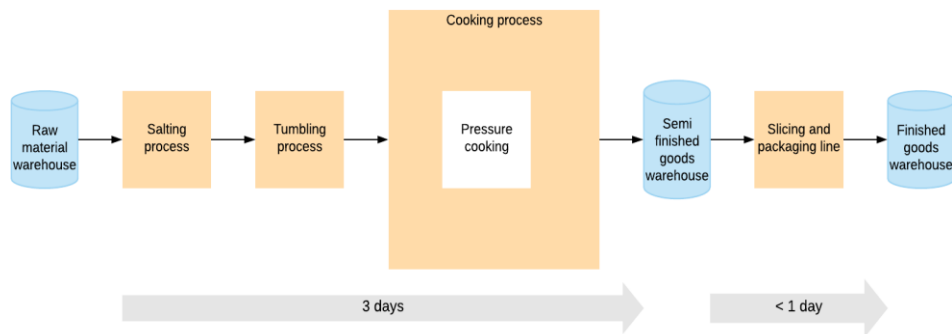 Cooking process
Raw
material
warehouse
Salting
process
Tumbling
process
Pressure
cooking
Semi
finished
goods
warehouse
Slicing and
packaging line
Finished
goods
warehouse
3 days
< 1 day